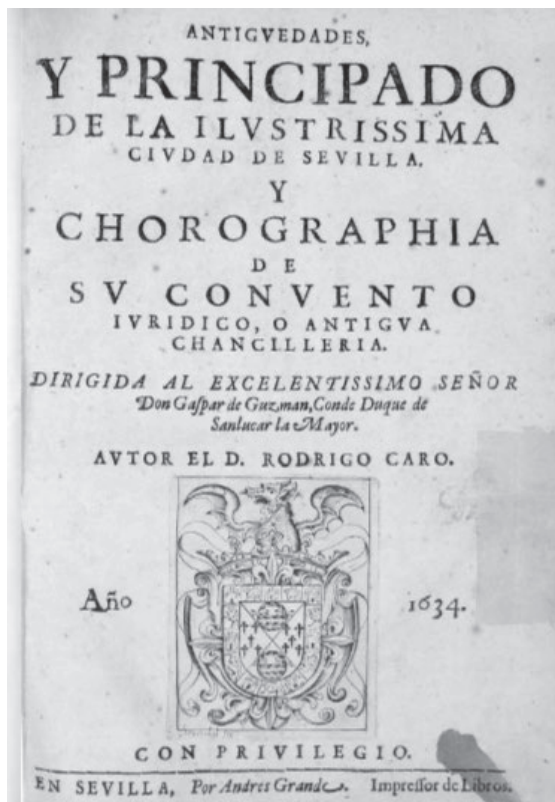 ANTIGVEDADES,
Y PRINCIPADO
DE LA ILVSTRISSIMA
CIVDAD DE SEVILLA.
Y
CHOROGRAPHIA
DE
SV CONVENTO
IVRIDICO, O ANTIGVA
CHANCILLERIA.
DIRIGIDA AL EXCELENTISSIMO SEÑOR
Don Gaſpar de Guzman, Conde Duque de
Sanlucar la Mayor.
AVTOR EL D. RODRIGO CARO.
Año 1634.
CON PRIVILEGIO.
EN SEVILLA, Por Andres Grande. Impreſſor de Libros.